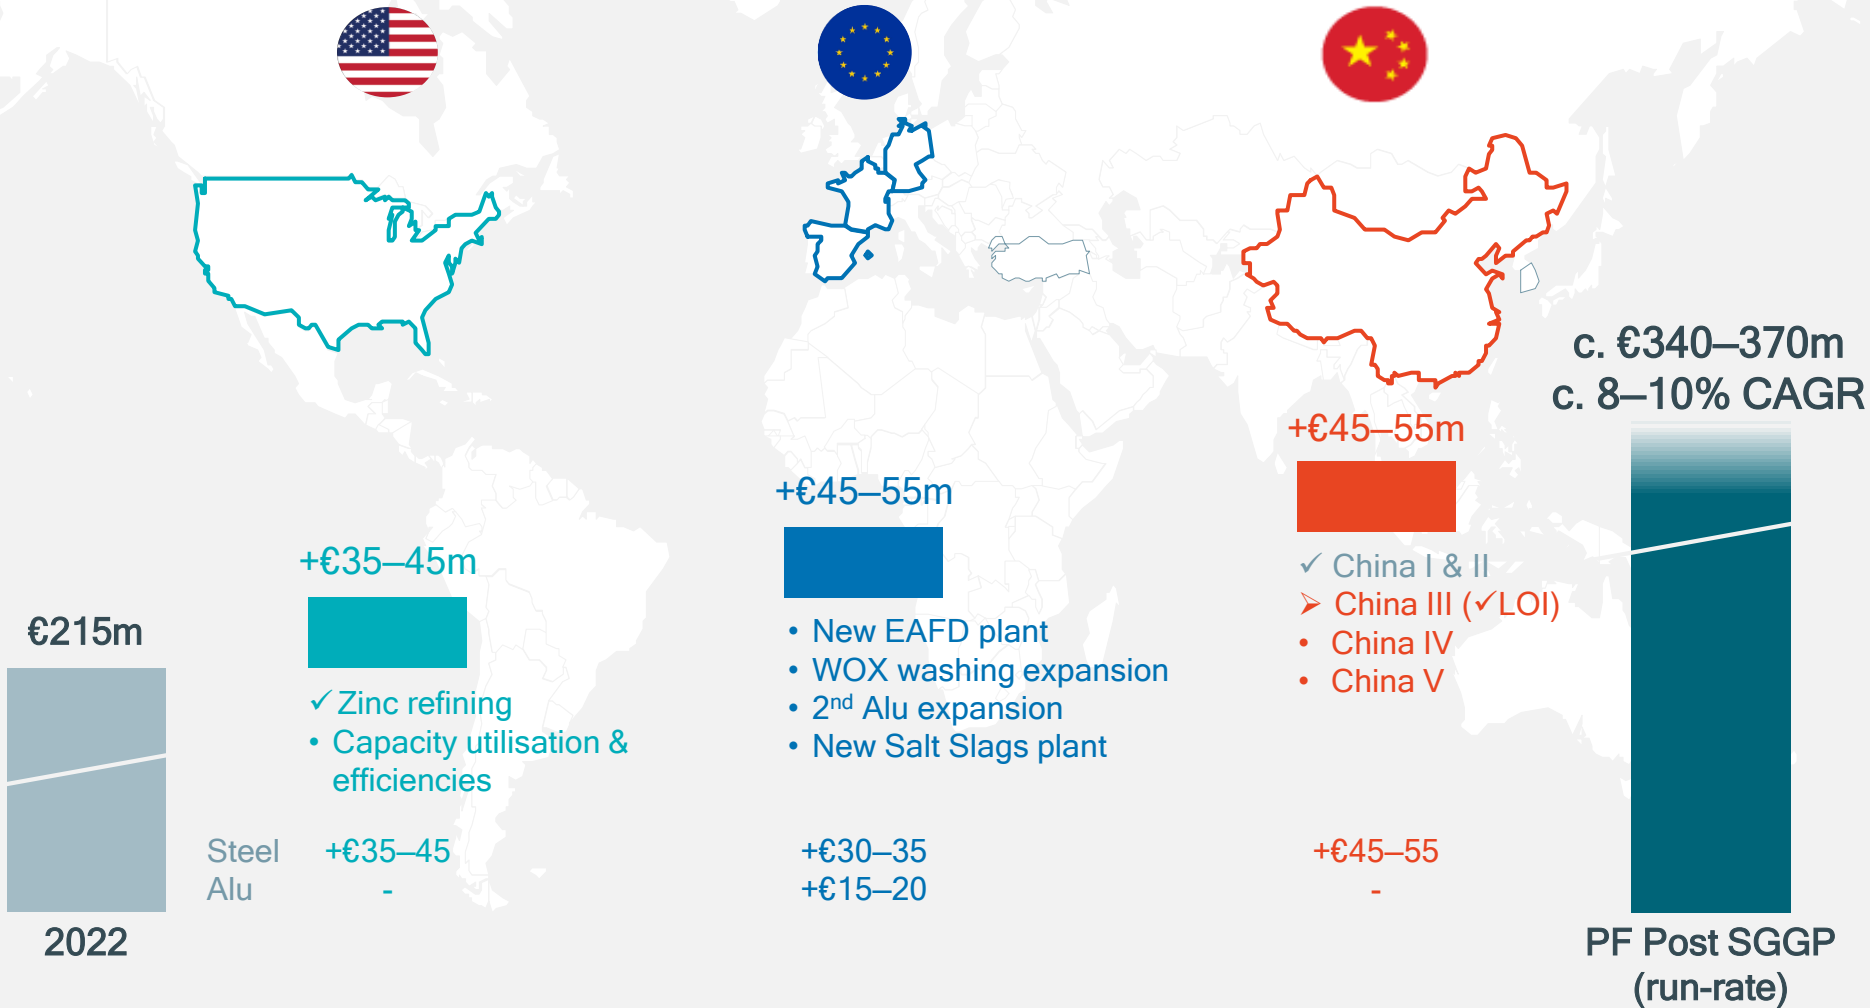 c. €340–370m
c. 8–10% CAGR
+€45–55m
+€45–55m
+€35–45m
€215m
✓ Zinc refining
• Capacity utilisation &
efficiencies
• New EAFD plant
• WOX washing expansion
• 2nd Alu expansion
• New Salt Slags plant
✓ China I & II
➢ China III (✓LOI)
• China IV
• China V
Steel +€35–45 +€30–35 +€45–55
Alu - +€15–20 -
2022
PF Post SGGP
(run-rate)